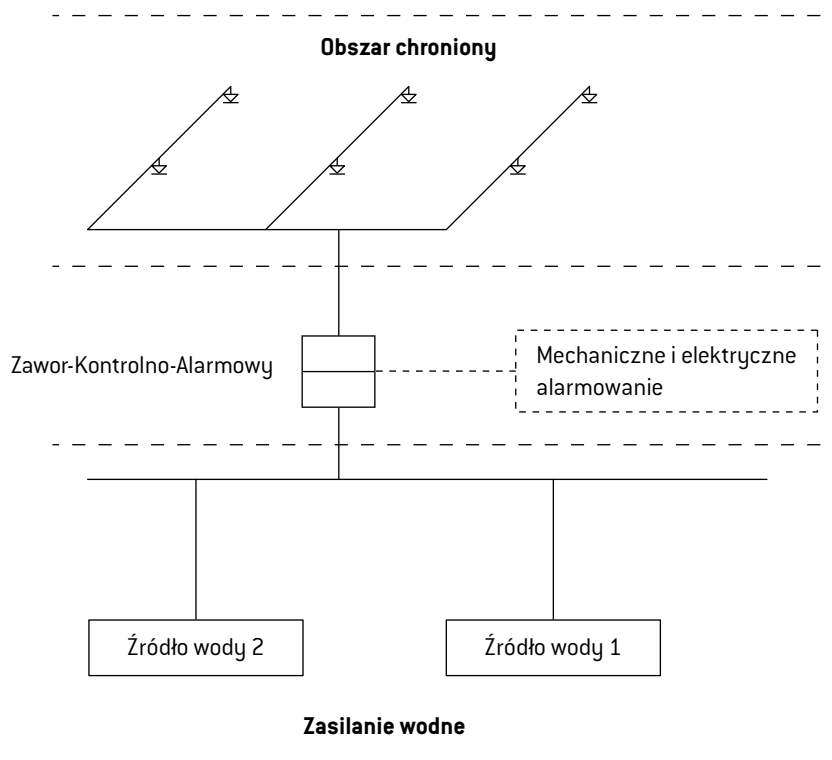 Obszar chroniony
Zawor-Kontrolno-Alarmowy
Mechaniczne i elektryczne
alarmowanie
Źródło wody 2
Źródło wody 1
Zasilanie wodne